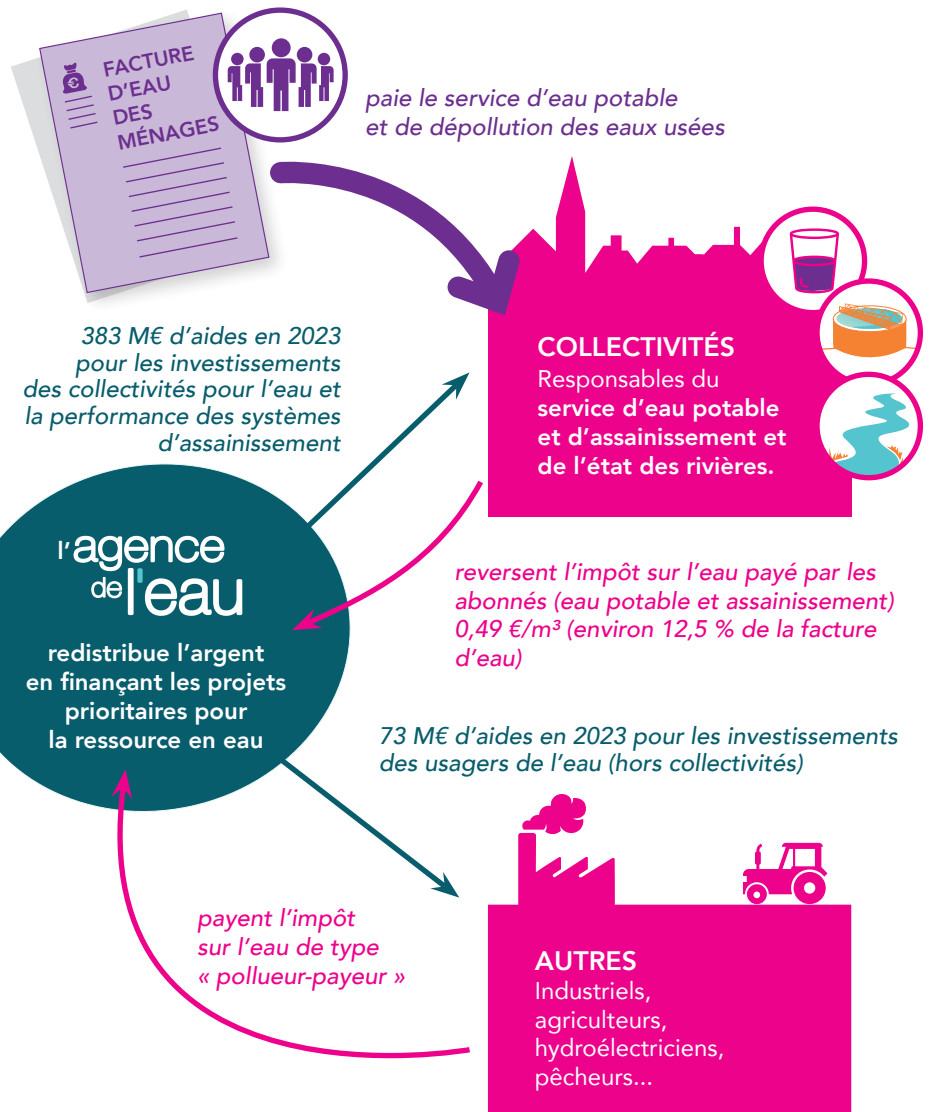 FACTURE
D'EAU
DES
MÉNAGES
€
paie le service d'eau potable
et de dépollution des eaux usées
383 M€ d'aides en 2023
pour les investissements
des collectivités pour l'eau et
la performance des systèmes
d'assainissement
COLLECTIVITÉS
Responsables du
service d'eau potable
et d'assainissement et
de l'état des rivières.
l'agence
de l'eau
redistribue l'argent
en finançant les projets
prioritaires pour
la ressource en eau
reversent l'impôt sur l'eau payé par les
abonnés (eau potable et assainissement)
0,49 €/m³ (environ 12,5 % de la facture
d'eau)
73 M€ d'aides en 2023 pour les investissements
des usagers de l'eau (hors collectivités)
payent l'impôt
sur l'eau de type
« pollueur-payeur »
AUTRES
Industriels,
agriculteurs,
hydroélectriciens,
pêcheurs...